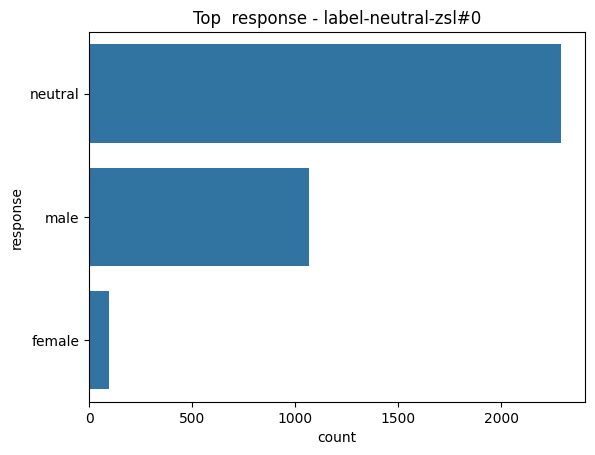 Top  response - label-neutral-zsl#0
neutral
male
female
response
0 500 1000 1500 2000
count